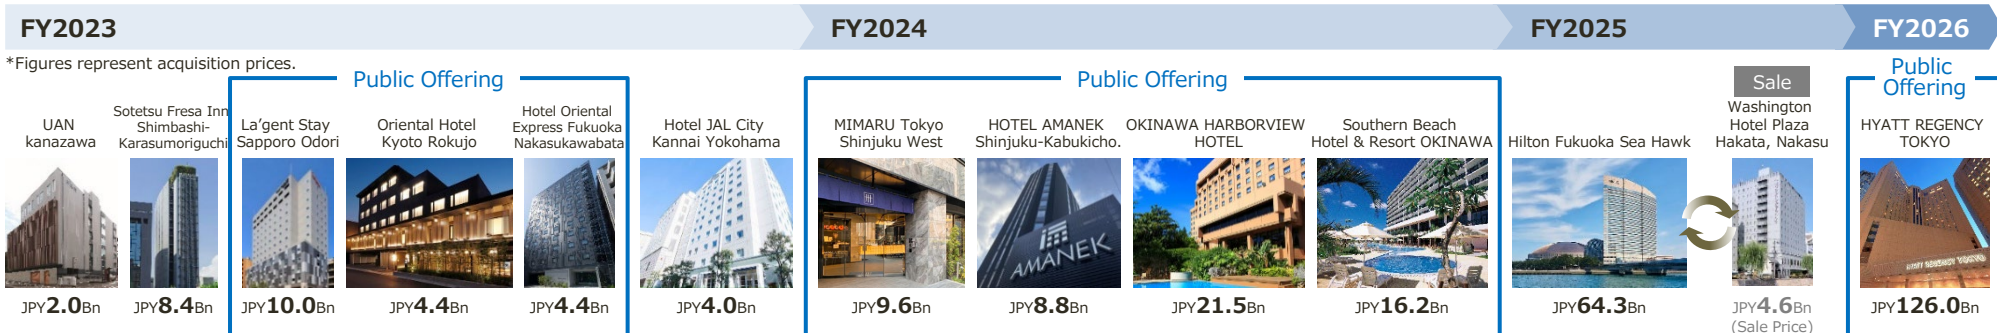 FY2023
FY2024
FY2025
FY2026
*Figures represent acquisition prices.
Public Offering
Public Offering
Public
Offering
UAN
kanazawa
JPY2.0Bn
Sotetsu Fresa Inn
Shimbashi-
Karasumoriguchi
JPY8.4Bn
La'gent Stay
Sapporo Odori
JPY10.0Bn
Oriental Hotel
Kyoto Rokujo
JPY4.4Bn
Hotel Oriental
Express Fukuoka
Nakasukawabata
JPY4.4Bn
Hotel JAL City
Kannai Yokohama
JPY4.0Bn
MIMARU Tokyo
Shinjuku West
JPY9.6Bn
HOTEL AMANEK
Shinjuku-Kabukicho.
AMANEK
JPY8.8Bn
OKINAWA HARBORVIEW
HOTEL
JPY21.5Bn
Southern Beach
Hotel & Resort OKINAWA
JPY16.2Bn
Hilton Fukuoka Sea Hawk
JPY64.3Bn
Sale
Washington
Hotel Plaza
Hakata, Nakasu
JPY4.6Bn
(Sale Price)
HYATT REGENCY
TOKYO
HYATT REGENCY TOKYO
JPY126.0Bn